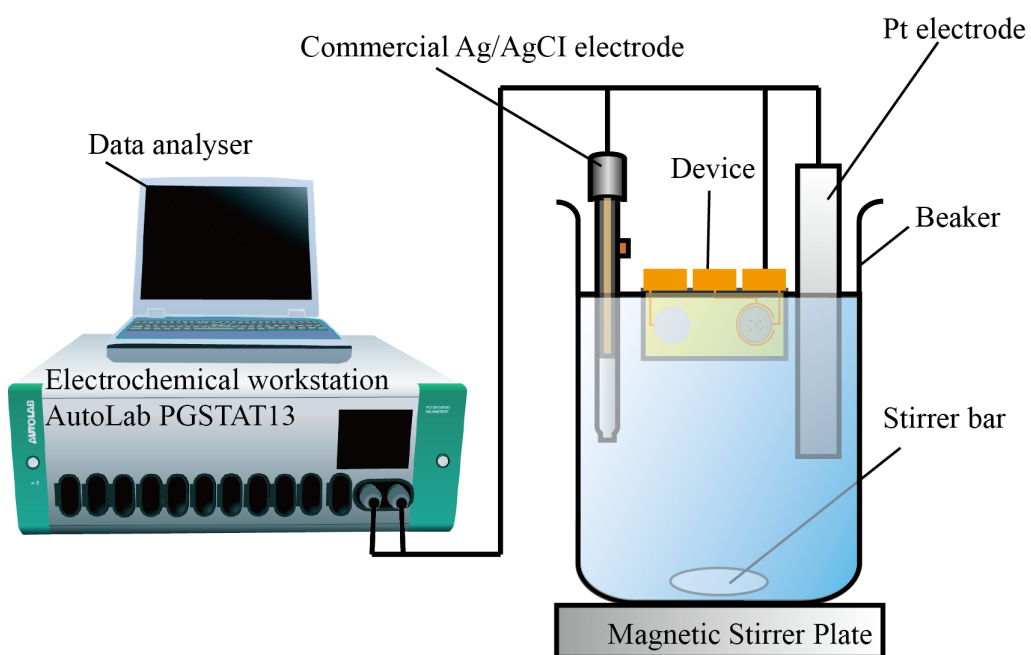 Commercial Ag/AgCI electrode
Pt electrode
Data analyser
Device
Beaker
Electrochemical workstation
AutoLab PGSTAT13
AUTOLAB
Stirrer bar
Magnetic Stirrer Plate